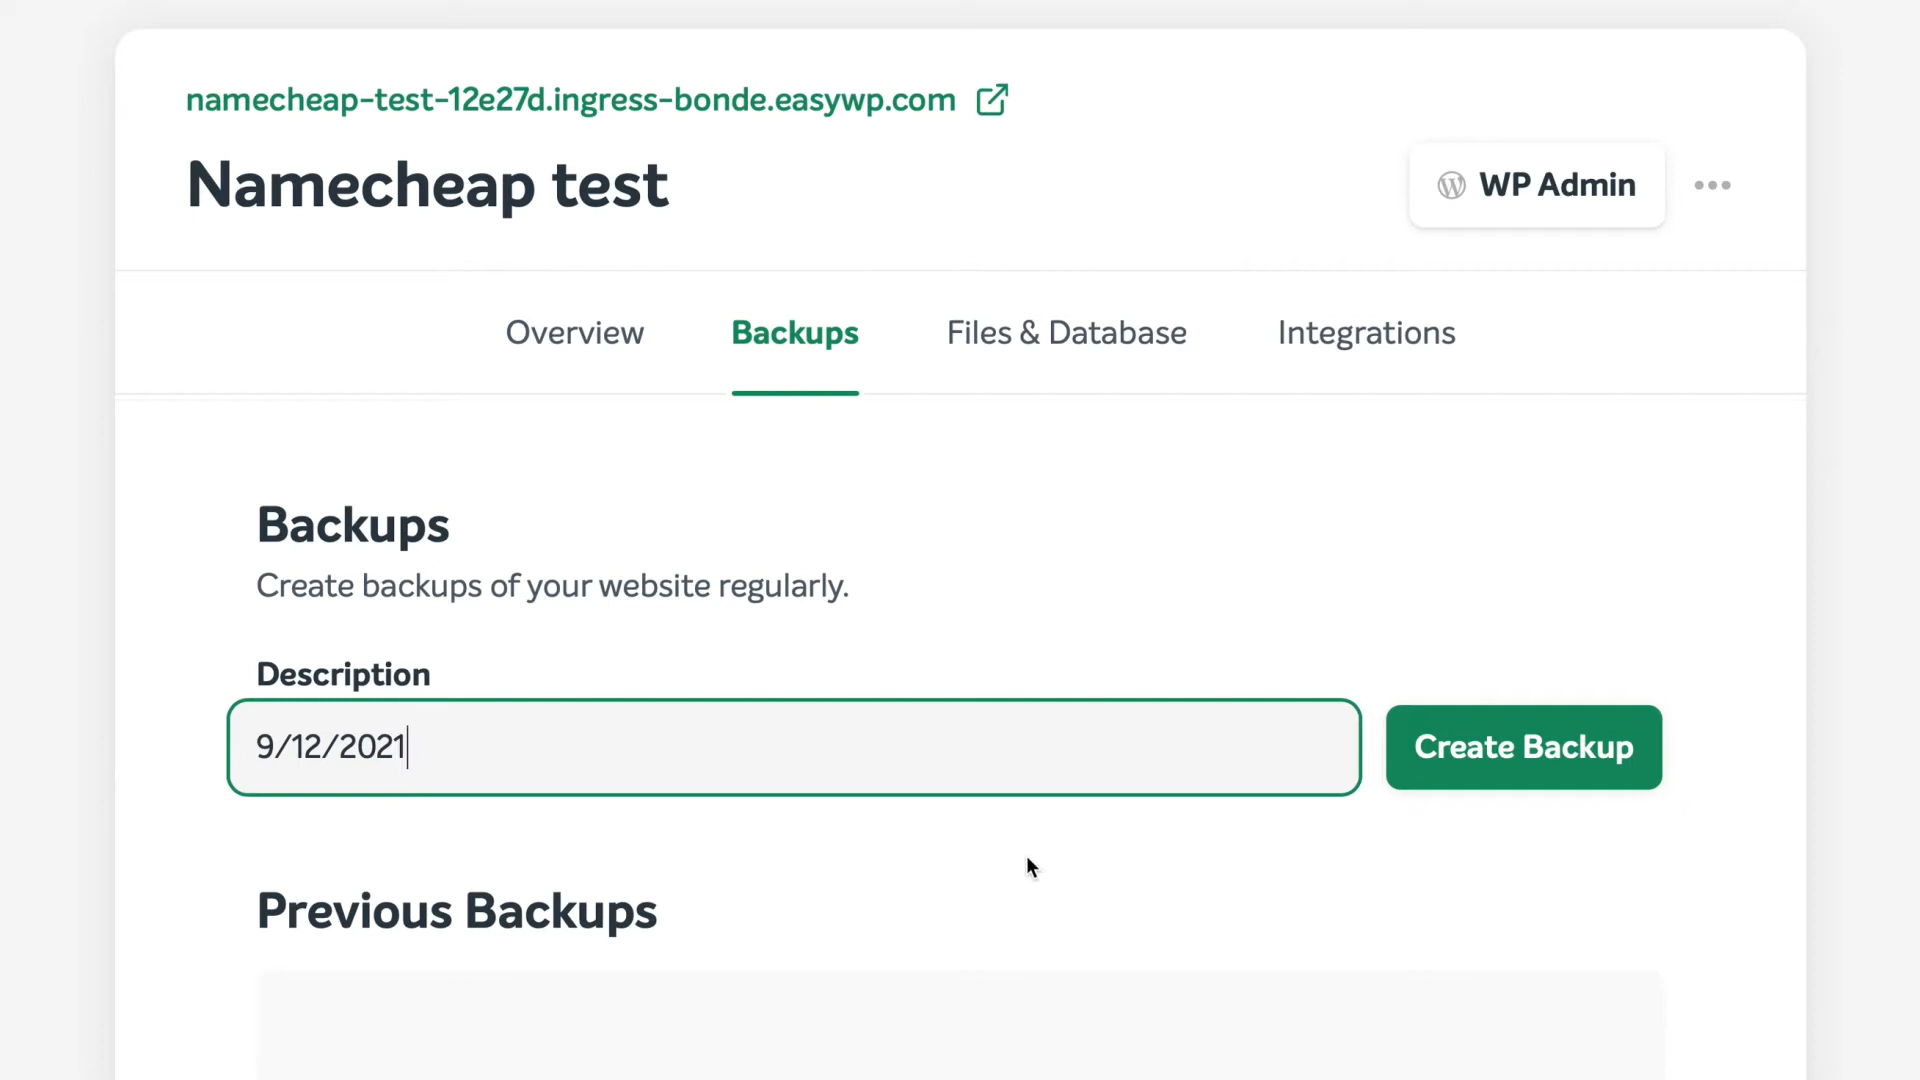 namecheap-test-12e27d.ingress-bonde.easywp.com
Namecheap test
WP Admin
Overview
Backups
Files & Database
Integrations
Backups
Create backups of your website regularly.
Description
9/12/2021
Create Backup
Previous Backups